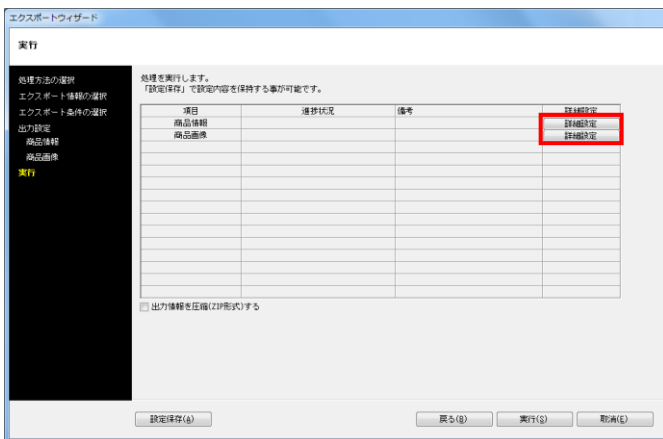 エクスポートウィザード
実行
処理方法の選択
エクスポート情報の選択
エクスポート条件の選択
出力設定
商品情報
商品画像
実行
処理を実行します。
「設定保存」で設定内容を保持する事が可能です。
項目 進捗状況 備考 詳細設定
商品情報 詳細設定
商品画像 詳細設定
出力情報を圧縮(ZIP形式)する
設定保存(A) 戻る(B) 実行(S) 取消(E)